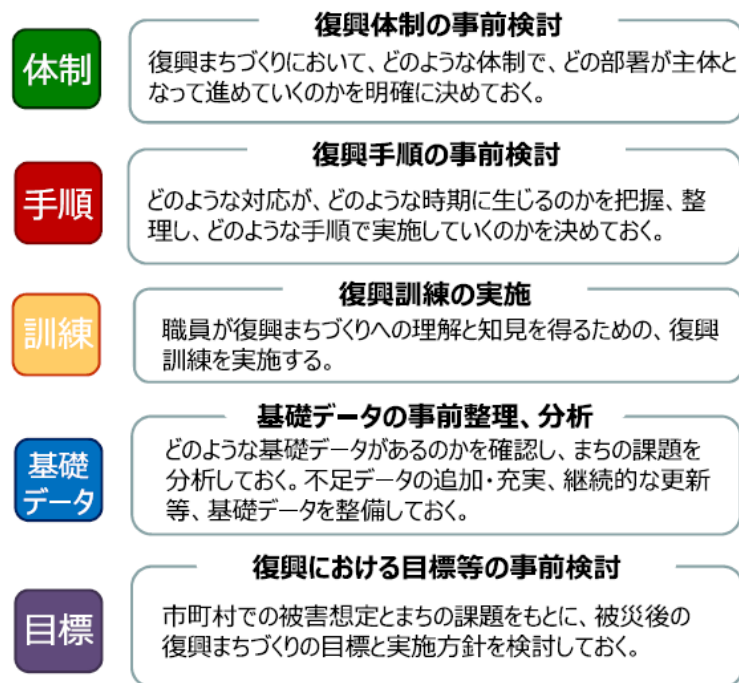 復興体制の事前検討
体制
復興まちづくりにおいて、どのような体制で、どの部署が主体と
なって進めていくのかを明確に決めておく。
復興手順の事前検討
手順
どのような対応が、どのような時期に生じるのかを把握、整
理し、どのような手順で実施していくのかを決めておく。
復興訓練の実施
訓練
職員が復興まちづくりへの理解と知見を得るための、復興
訓練を実施する。
基礎データの事前整理、分析
基礎
データ
どのような基礎データがあるのかを確認し、まちの課題を
分析しておく。不足データの追加・充実、継続的な更新
等、基礎データを整備しておく。
復興における目標等の事前検討
目標
市町村での被害想定とまちの課題をもとに、被災後の
復興まちづくりの目標と実施方針を検討しておく。